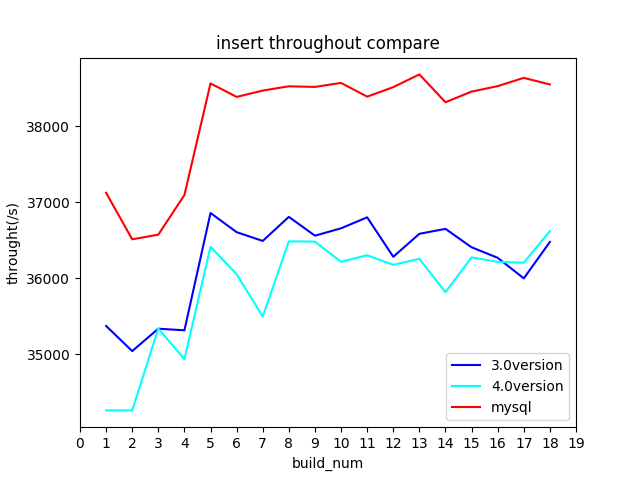 insert throughout compare
throught(/s)
38000
37000
36000
35000
3.0version
4.0version
mysql
0 1 2 3 4 5 6 7 8 9 10 11 12 13 14 15 16 17 18 19
build_num